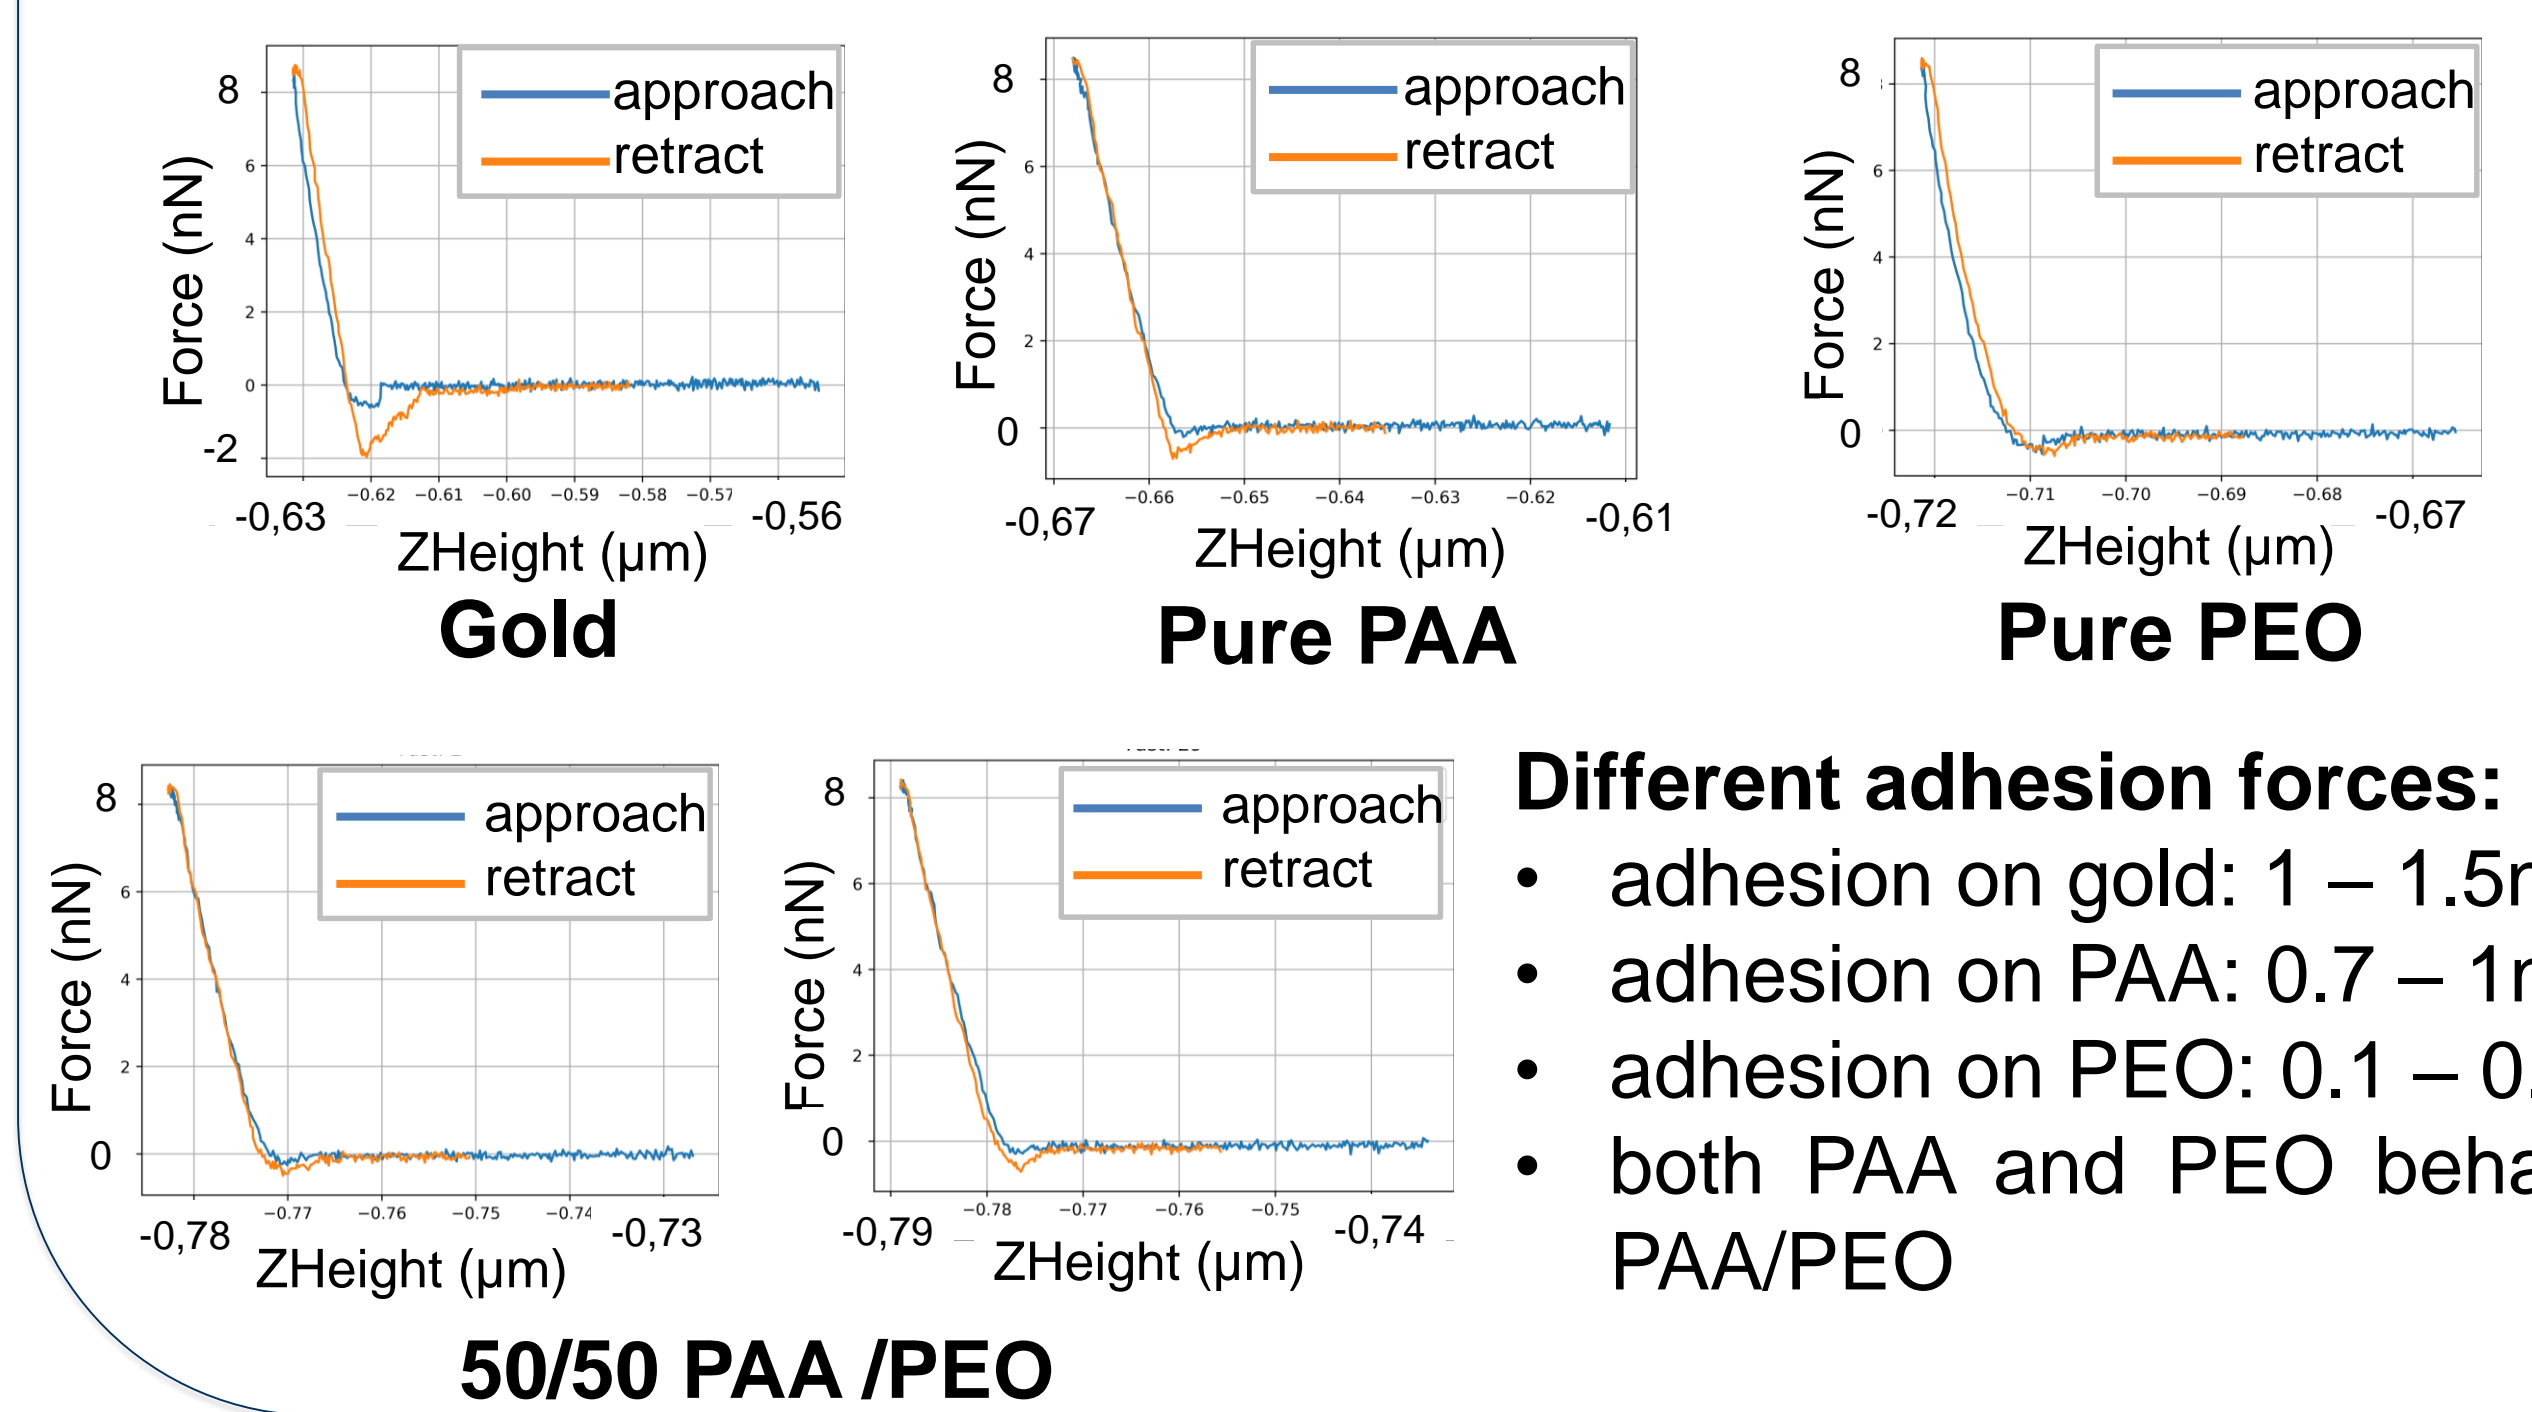 approach
retract
8
6
4
2
0
-2
Force (nN)
−0.62 −0.61 −0.60 −0.59 −0.58 −0.57
-0,63 -0,56
ZHeight (µm)
Gold
approach
retract
8
6
4
2
0
Force (nN)
−0.66 −0.65 −0.64 −0.63 −0.62
-0,67 -0,61
ZHeight (µm)
Pure PAA
approach
retract
8
6
4
2
0
Force (nN)
−0.71 −0.70 −0.69 −0.68
-0,72 -0,67
ZHeight (µm)
Pure PEO
approach
retract
8
6
4
2
0
Force (nN)
−0.77 −0.76 −0.75 −0.74
-0,78 -0,73
ZHeight (µm)
approach
retract
8
6
4
2
0
Force (nN)
−0.78 −0.77 −0.76 −0.75
-0,79 -0,74
ZHeight (µm)
50/50 PAA /PEO
Different adhesion forces:
• adhesion on gold: 1 – 1.5
• adhesion on PAA: 0.7 – 1
• adhesion on PEO: 0.1 –
• both PAA and PEO
PAA/PEO